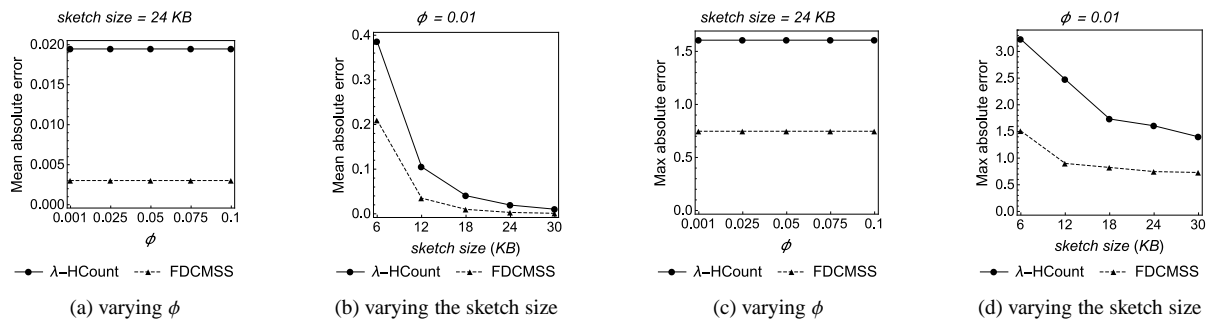 sketch size = 24 KB
Mean absolute error
0.020
0.015
0.010
0.005
0.000
0.001 0.025 0.05 0.075 0.1
ϕ
λ−HCount FDCMSS
(a) varying ϕ
ϕ = 0.01
Mean absolute error
0.4
0.3
0.2
0.1
0.0
6 12 18 24 30
sketch size (KB)
λ−HCount FDCMSS
(b) varying the sketch size
sketch size = 24 KB
Max absolute error
1.5
1.0
0.5
0.0
0.001 0.025 0.05 0.075 0.1
ϕ
λ−HCount FDCMSS
(c) varying ϕ
ϕ = 0.01
Max absolute error
3.0
2.5
2.0
1.5
1.0
0.5
0.0
6 12 18 24 30
sketch size (KB)
λ−HCount FDCMSS
(d) varying the sketch size